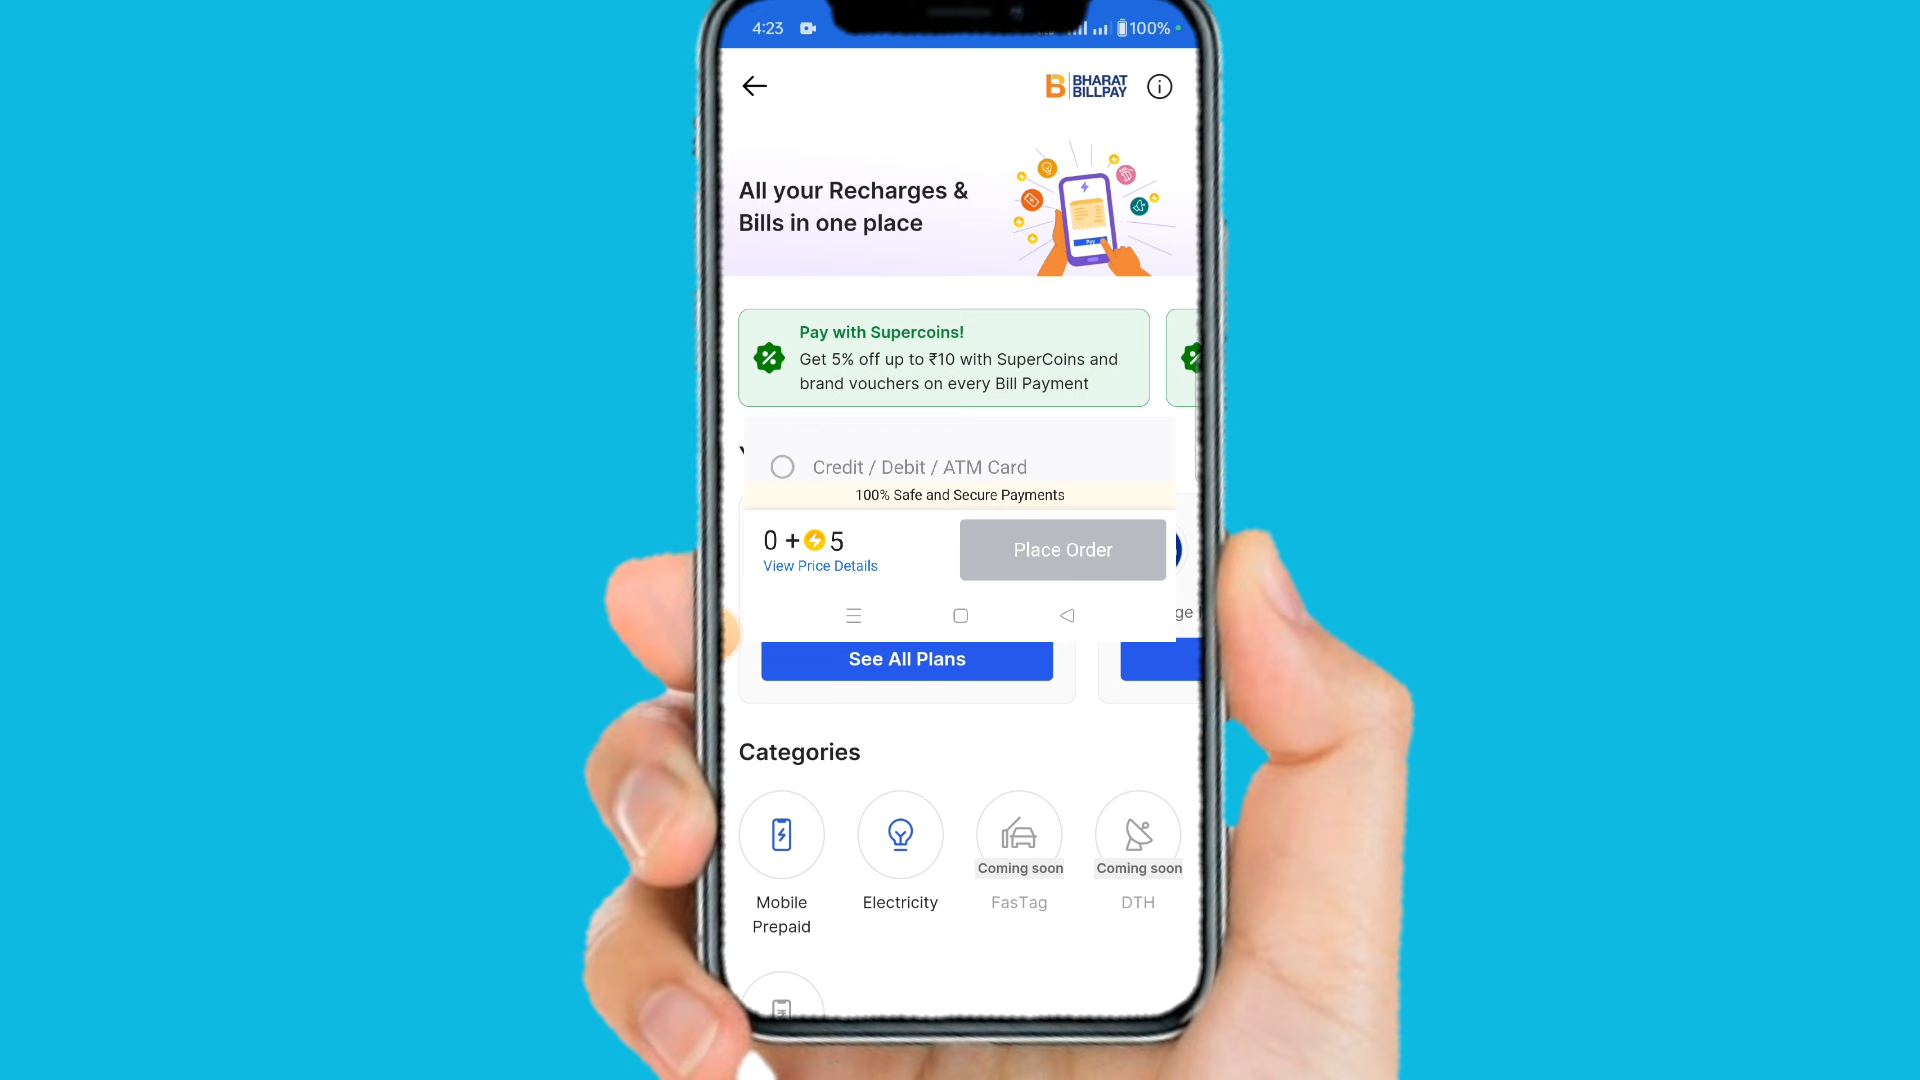 4:23
100%
BHARAT
BILLPAY
All your Recharges &
Bills in one place
Pay
Pay with Supercoins!
Get 5% off up to ₹10 with SuperCoins and
brand vouchers on every Bill Payment
Credit / Debit / ATM Card
100% Safe and Secure Payments
0 + 5
View Price Details
Place Order
ge
See All Plans
Categories
Coming soon
Coming soon
Mobile
Prepaid
Electricity
FasTag
DTH